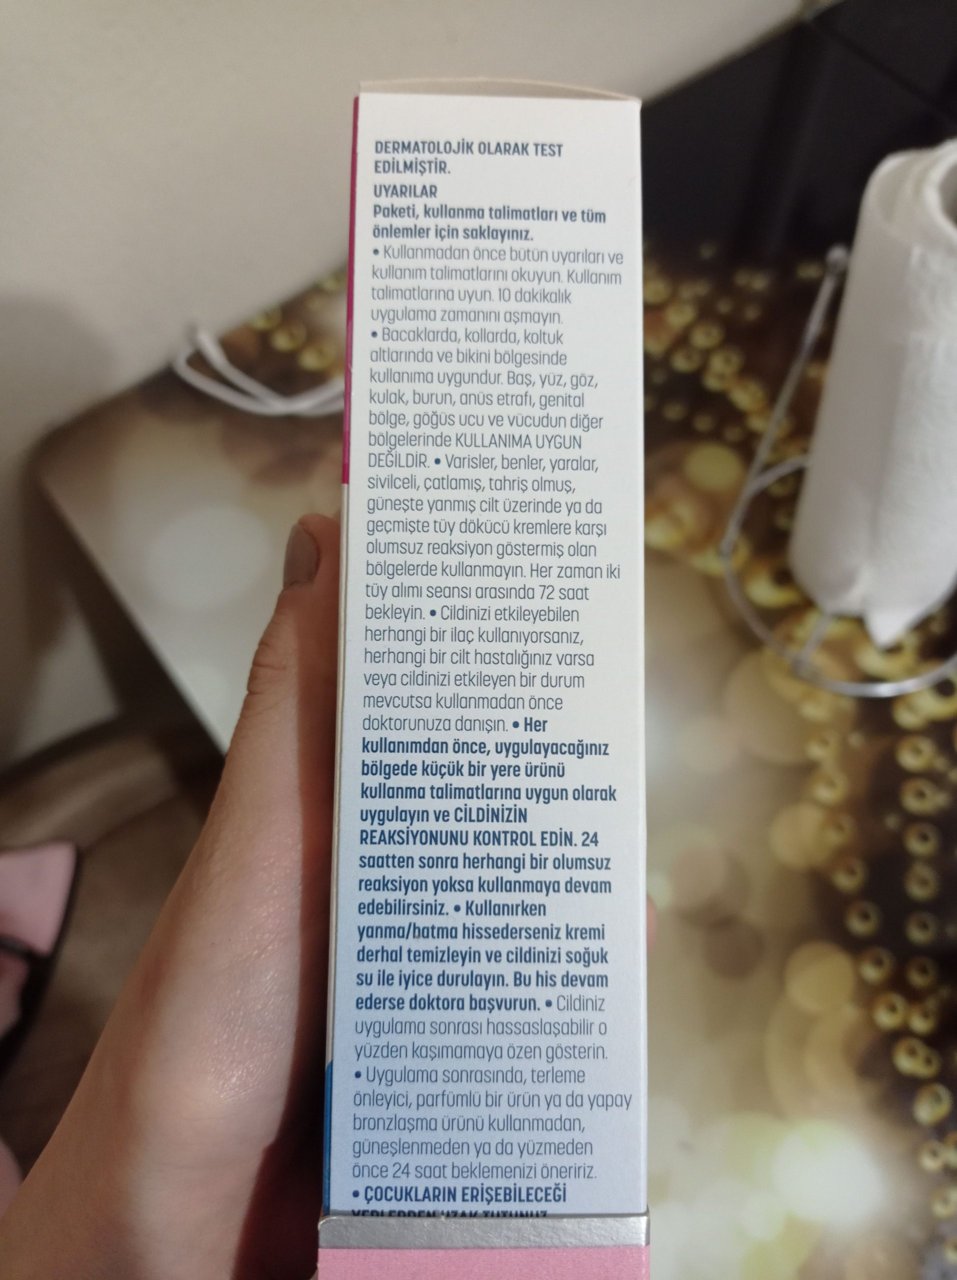 DERMATOLOJİK OLARAK TEST
EDİLMİŞTİR.
UYARILAR
Paketi, kullanma talimatları ve tüm
önlemler için saklayınız.
• Kullanmadan önce bütün uyarıları ve
kullanım talimatlarını okuyun. Kullanım
talimatlarına uyun. 10 dakikalık
uygulama zamanını aşmayın.
• Bacaklarda, kollarda, koltuk
altlarında ve bikini bölgesinde
kullanıma uygundur. Baş, yüz, göz,
kulak, burun, anüs etrafı, genital
bölge, göğüs ucu ve vücudun diğer
bölgelerinde KULLANIMA UYGUN
DEĞİLDİR. • Varisler, benler, yaralar,
sivilceli, çatlamış, tahriş olmuş,
güneşte yanmış cilt üzerinde ya da
geçmişte tüy dökücü kremlere karşı
olumsuz reaksiyon göstermiş olan
bölgelerde kullanmayın. Her zaman iki
tüy alımı seansı arasında 72 saat
bekleyin. • Cildinizi etkileyebilen
herhangi bir ilaç kullanıyorsanız,
herhangi bir cilt hastalığınız varsa
veya cildinizi etkileyen bir durum
mevcutsa kullanmadan önce
doktorunuza danışın. • Her
kullanımdan önce, uygulayacağınız
bölgede küçük bir yere ürünü
kullanma talimatlarına uygun olarak
uygulayın ve CİLDİNİZİN
REAKSİYONUNU KONTROL EDİN. 24
saatten sonra herhangi bir olumsuz
reaksiyon yoksa kullanmaya devam
edebilirsiniz. • Kullanırken
yanma/batma hissederseniz kremi
derhal temizleyin ve cildinizi soğuk
su ile iyice durulayın. Bu his devam
ederse doktora başvurun. • Cildiniz
uygulama sonrası hassaslaşabilir o
yüzden kaşımamaya özen gösterin.
• Uygulama sonrasında, terleme
önleyici, parfümlü bir ürün ya da yapay
bronzlaşma ürünü kullanmadan,
güneşlenmeden ya da yüzmeden
önce 24 saat beklemenizi öneririz.
• ÇOCUKLARIN ERİŞEBİLECEĞİ
YERLERDEN UZAK TUTUNUZ